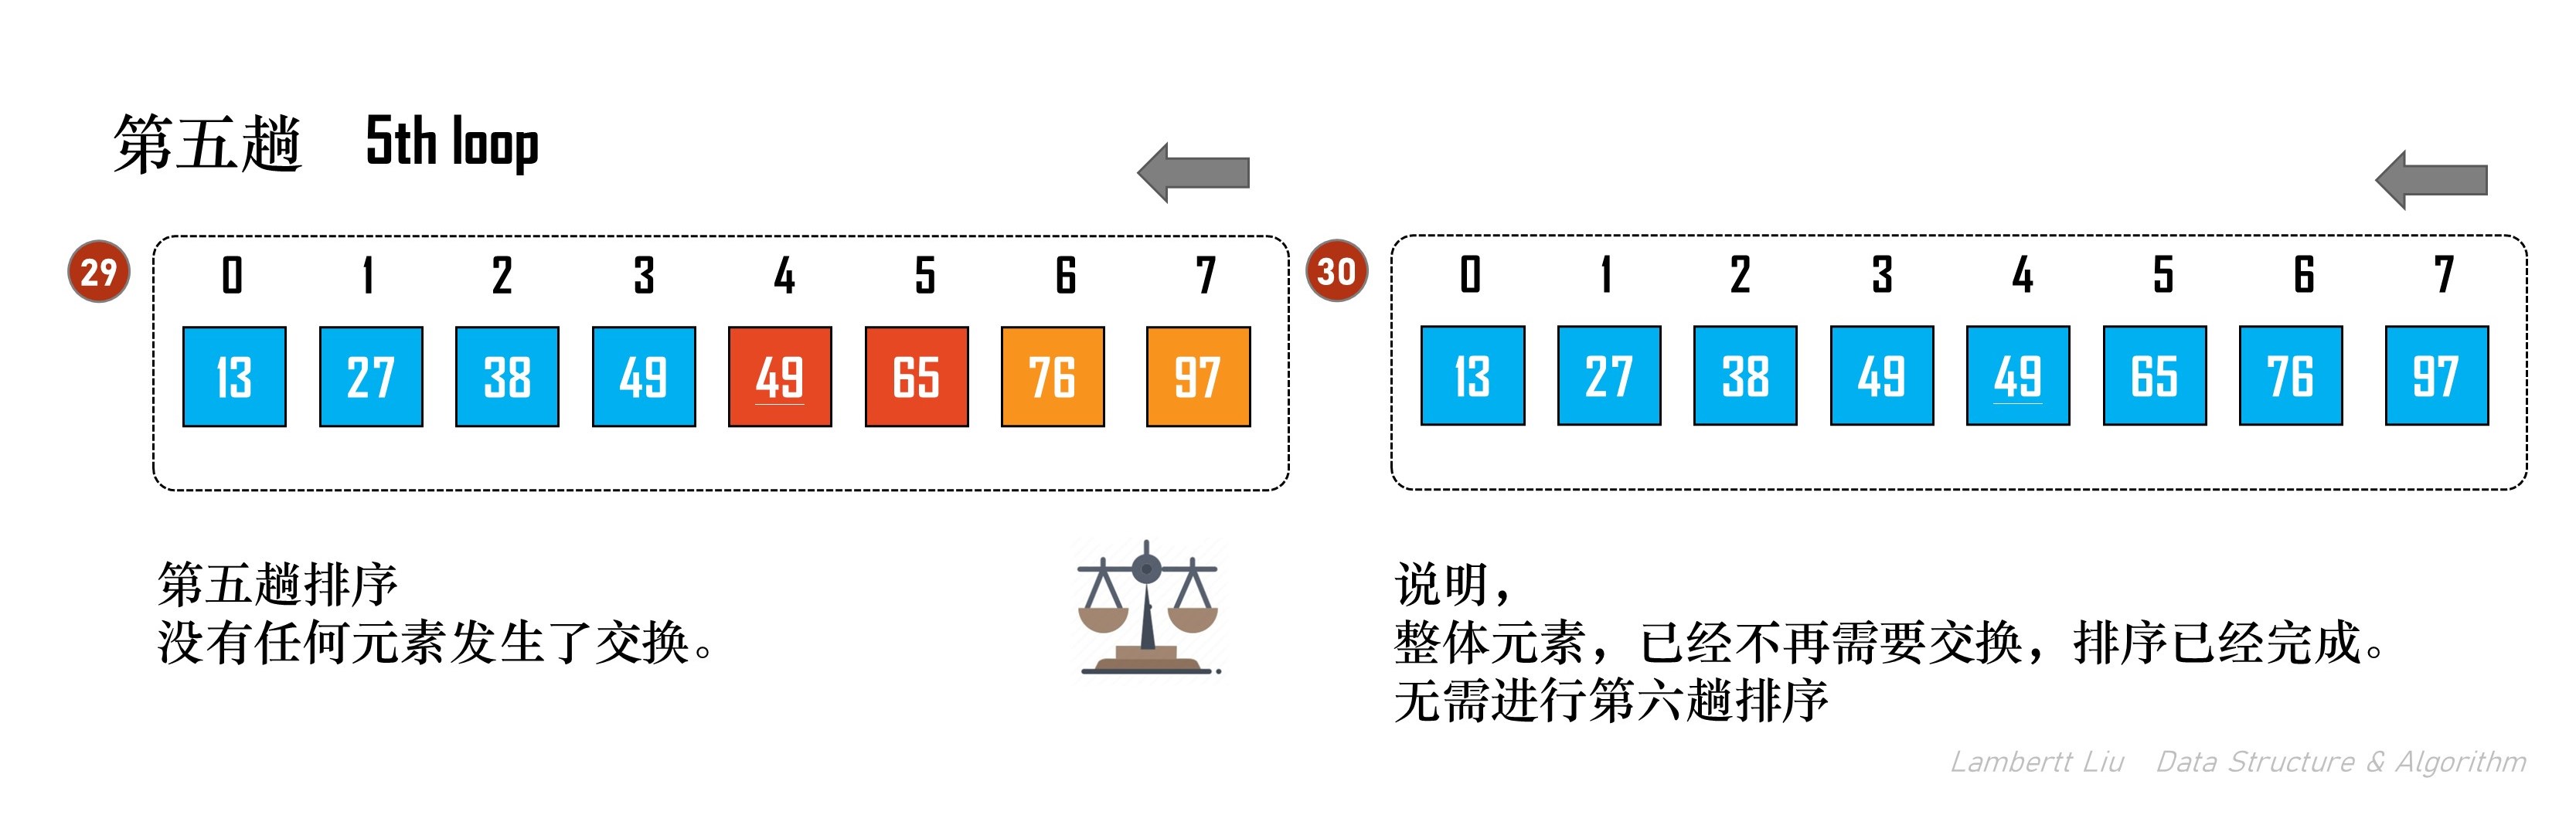 第五趟 5th loop
29
0 1 2 3 4 5 6 7
13 27 38 49 49 65 76 97
第五趟排序
没有任何元素发生了交换。
30
0 1 2 3 4 5 6 7
13 27 38 49 49 65 76 97
说明，
整体元素，已经不再需要交换，排序已经完成。
无需进行第六趟排序
Lambertt Liu Data Structure & Algorithm